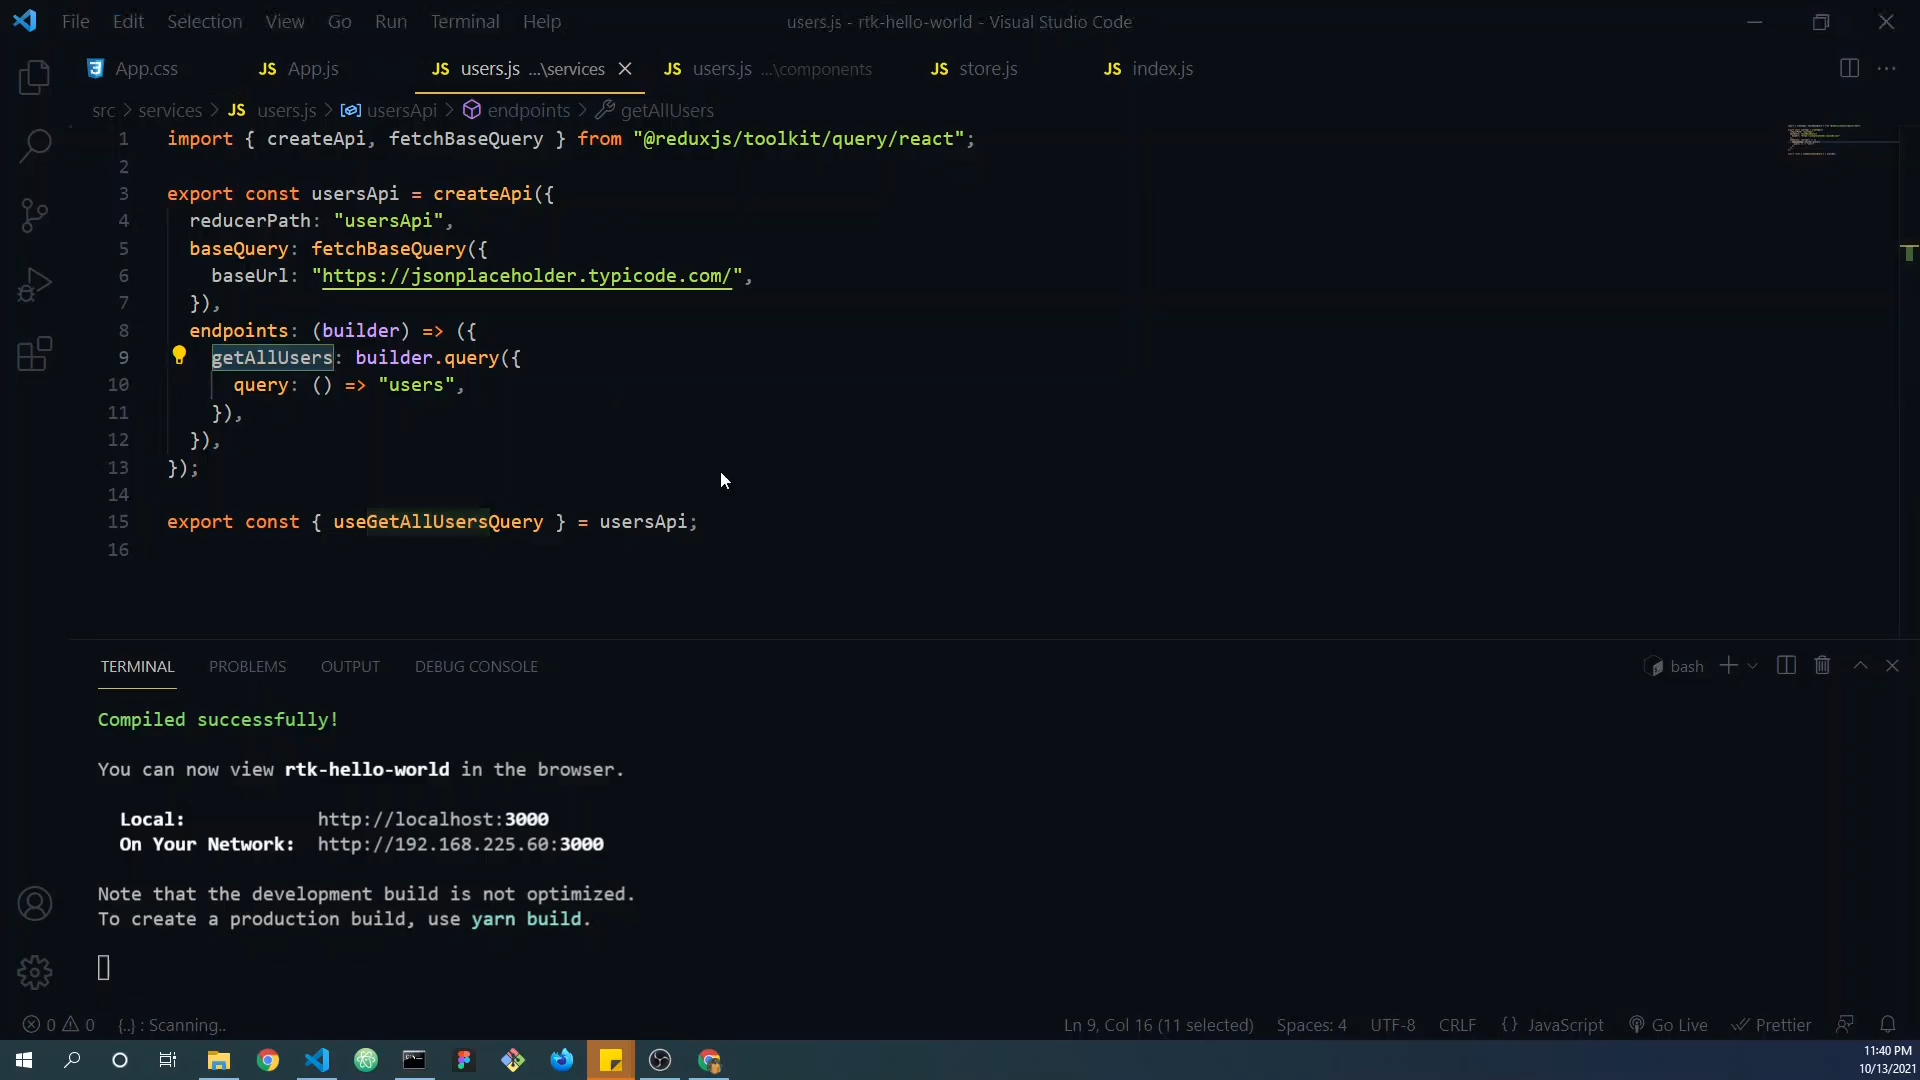 File Edit Selection View Go Run Terminal Help users.js - rtk-hello-world - Visual Studio Code
App.css JS App.js JS users.js ...\services JS users.js ...\components JS store.js JS index.js
src > services > JS users.js > usersApi > endpoints > getAllUsers
1 import { createApi, fetchBaseQuery } from "@reduxjs/toolkit/query/react";
2
3 export const usersApi = createApi({
4 reducerPath: "usersApi",
5 baseQuery: fetchBaseQuery({
6 baseUrl: "https://jsonplaceholder.typicode.com/",
7 }),
8 endpoints: (builder) => ({
9 getAllUsers: builder.query({
10 query: () => "users",
11 }),
12 }),
13 });
14
15 export const { useGetAllUsersQuery } = usersApi;
16
TERMINAL PROBLEMS OUTPUT DEBUG CONSOLE bash
Compiled successfully!
You can now view rtk-hello-world in the browser.
Local: http://localhost:3000
On Your Network: http://192.168.225.60:3000
Note that the development build is not optimized.
To create a production build, use yarn build.
0 0 {..} : Scanning.. Ln 9, Col 16 (11 selected) Spaces: 4 UTF-8 CRLF {} JavaScript Go Live Prettier
11:40 PM
10/13/2021